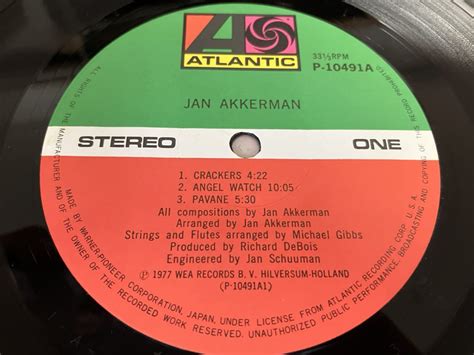 ATLANTIC
33⅓RPM
P-10491A
JAN AKKERMAN
STEREO
ONE
1. CRACKERS 4:22
2. ANGEL WATCH 10:05
3. PAVANE 5:30
All compositions by Jan Akkerman
Arranged by Jan Akkerman
Strings and Flutes arranged by Michael Gibbs
Produced by Richard DeBois
Engineered by Jan Schuuman
℗ 1977 WEA RECORDS B. V. HILVERSUM-HOLLAND
(P-10491A1)
ALL RIGHTS OF THE MANUFACTURER AND OF THE OWNER OF THE RECORDED WORK RESERVED. UNAUTHORIZED PUBLIC PERFORMANCE, BROADCASTING AND COPYING OF THIS RECORD PROHIBITED
MADE BY WARNER-PIONEER CORPORATION, JAPAN, UNDER LICENSE FROM ATLANTIC RECORDING CORP. U. S. A.